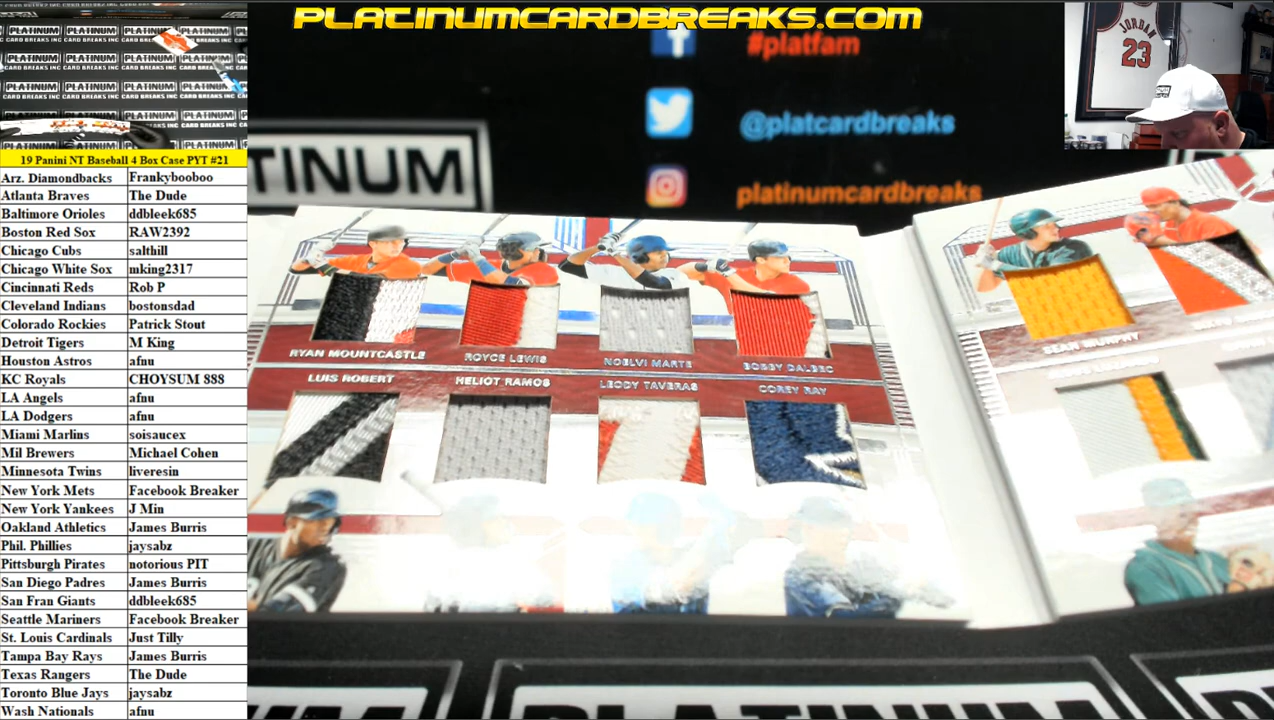 PLATINUMCARDBREAKS.COM
#platfam
@platcardbreaks
platinumcardbreaks
TINUM
JORDAN
23
PLATINUM
CARD BREAKS INC
19 Panini NT Baseball 4 Box Case PYT #21
Arz. Diamondbacks Frankybooboo
Atlanta Braves The Dude
Baltimore Orioles ddbleek685
Boston Red Sox RAW2392
Chicago Cubs salthill
Chicago White Sox mking2317
Cincinnati Reds Rob P
Cleveland Indians bostonsdad
Colorado Rockies Patrick Stout
Detroit Tigers M King
Houston Astros afnu
KC Royals CHOYSUM 888
LA Angels afnu
LA Dodgers afnu
Miami Marlins soisaucex
Mil Brewers Michael Cohen
Minnesota Twins liveresin
New York Mets Facebook Breaker
New York Yankees J Min
Oakland Athletics James Burris
Phil. Phillies jaysabz
Pittsburgh Pirates notorious PIT
San Diego Padres James Burris
San Fran Giants ddbleek685
Seattle Mariners Facebook Breaker
St. Louis Cardinals Just Tilly
Tampa Bay Rays James Burris
Texas Rangers The Dude
Toronto Blue Jays jaysabz
Wash Nationals afnu
RYAN MOUNTCASTLE
ROYCE LEWIS
NOELVI MARTE
BOBBY DALBEC
LUIS ROBERT
HELIOT RAMOS
LEODY TAVERAS
COREY RAY
SEAN MURPHY
PLATINUM